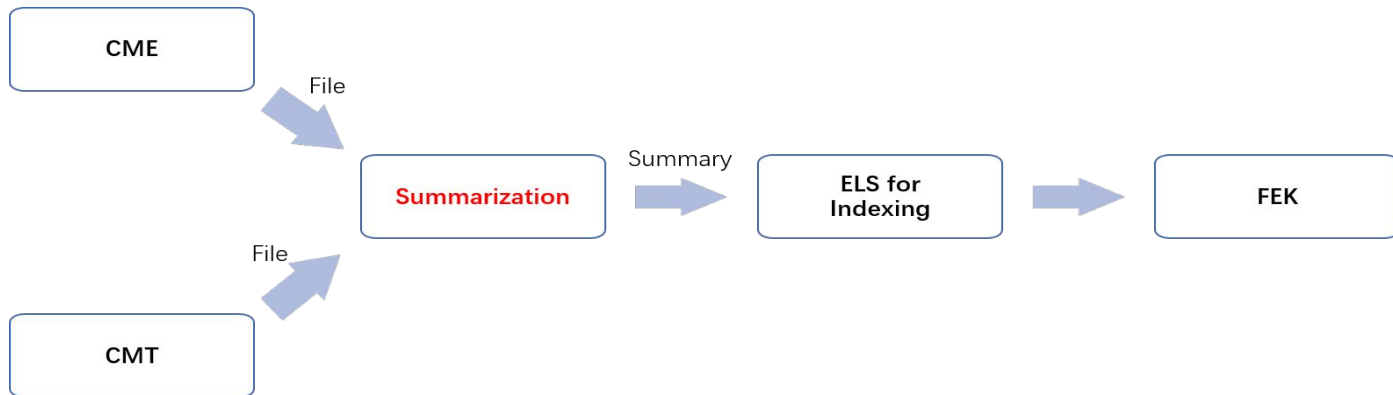 CME
File
Summarization
Summary
ELS for
Indexing
FEK
File
CMT